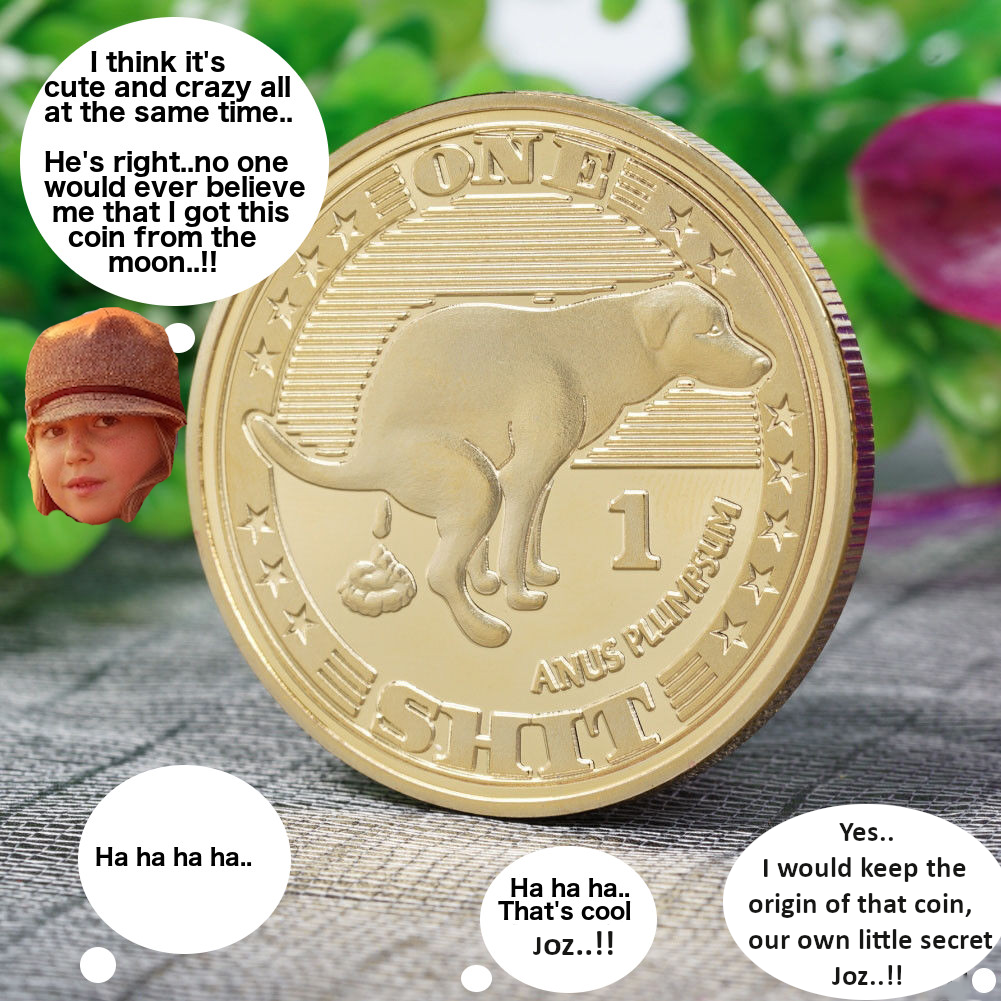 I think it's
cute and crazy all
at the same time..
He's right..no one
would ever believe
me that I got this
coin from the
moon..!!
ONE
1
ANUS PLUMPSUM
SHIT
Ha ha ha ha..
Ha ha ha..
That's cool
Joz..!!
Yes..
I would keep the
origin of that coin,
our own little secret
Joz..!!